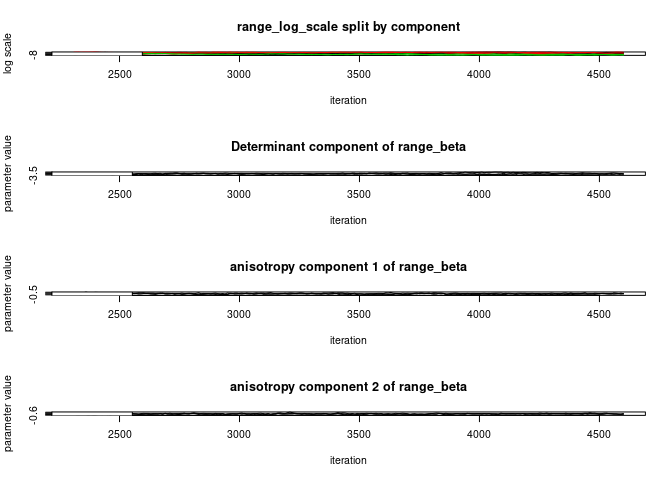 range_log_scale split by component
log scale
-8
2500 3000 3500 4000 4500
iteration
Determinant component of range_beta
parameter value
-3.5
2500 3000 3500 4000 4500
iteration
anisotropy component 1 of range_beta
parameter value
-0.5
2500 3000 3500 4000 4500
iteration
anisotropy component 2 of range_beta
parameter value
-0.6
2500 3000 3500 4000 4500
iteration